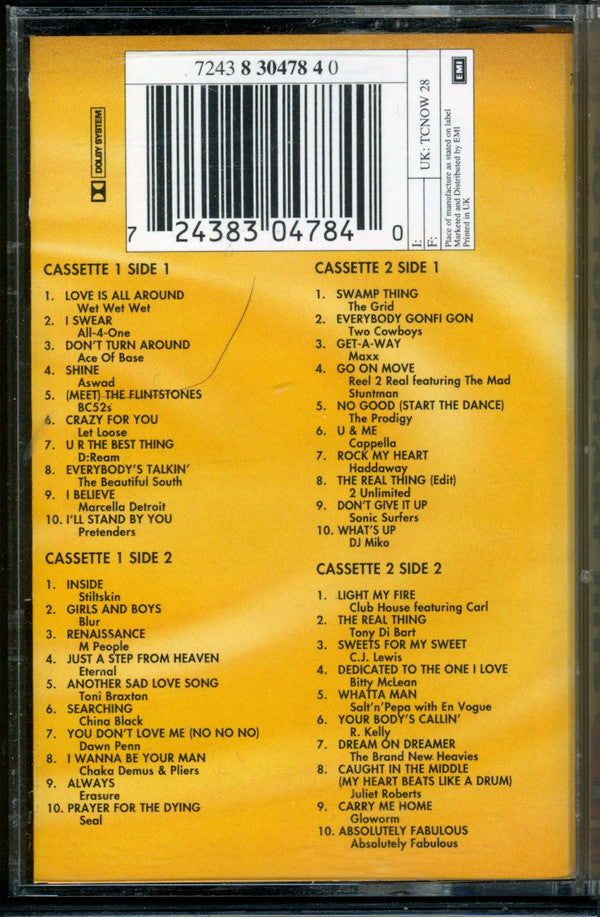 7243 8 30478 4 0
7 24383 04784 0
DOLBY SYSTEM
UK: TCNOW 28
I:
F:
EMI
Place of manufacture as stated on label
Marketed and Distributed by EMI
Printed in UK
CASSETTE 1 SIDE 1
1. LOVE IS ALL AROUND
Wet Wet Wet
2. I SWEAR
All-4-One
3. DON'T TURN AROUND
Ace Of Base
4. SHINE
Aswad
5. (MEET) THE FLINTSTONES
BC52s
6. CRAZY FOR YOU
Let Loose
7. U R THE BEST THING
D:Ream
8. EVERYBODY'S TALKIN'
The Beautiful South
9. I BELIEVE
Marcella Detroit
10. I'LL STAND BY YOU
Pretenders
CASSETTE 1 SIDE 2
1. INSIDE
Stiltskin
2. GIRLS AND BOYS
Blur
3. RENAISSANCE
M People
4. JUST A STEP FROM HEAVEN
Eternal
5. ANOTHER SAD LOVE SONG
Toni Braxton
6. SEARCHING
China Black
7. YOU DON'T LOVE ME (NO NO NO)
Dawn Penn
8. I WANNA BE YOUR MAN
Chaka Demus & Pliers
9. ALWAYS
Erasure
10. PRAYER FOR THE DYING
Seal
CASSETTE 2 SIDE 1
1. SWAMP THING
The Grid
2. EVERYBODY GONFI GON
Two Cowboys
3. GET-A-WAY
Maxx
4. GO ON MOVE
Reel 2 Real featuring The Mad
Stuntman
5. NO GOOD (START THE DANCE)
The Prodigy
6. U & ME
Cappella
7. ROCK MY HEART
Haddaway
8. THE REAL THING (Edit)
2 Unlimited
9. DON'T GIVE IT UP
Sonic Surfers
10. WHAT'S UP
DJ Miko
CASSETTE 2 SIDE 2
1. LIGHT MY FIRE
Club House featuring Carl
2. THE REAL THING
Tony Di Bart
3. SWEETS FOR MY SWEET
C.J. Lewis
4. DEDICATED TO THE ONE I LOVE
Bitty McLean
5. WHATTA MAN
Salt'n'Pepa with En Vogue
6. YOUR BODY'S CALLIN'
R. Kelly
7. DREAM ON DREAMER
The Brand New Heavies
8. CAUGHT IN THE MIDDLE
(MY HEART BEATS LIKE A DRUM)
Juliet Roberts
9. CARRY ME HOME
Gloworm
10. ABSOLUTELY FABULOUS
Absolutely Fabulous